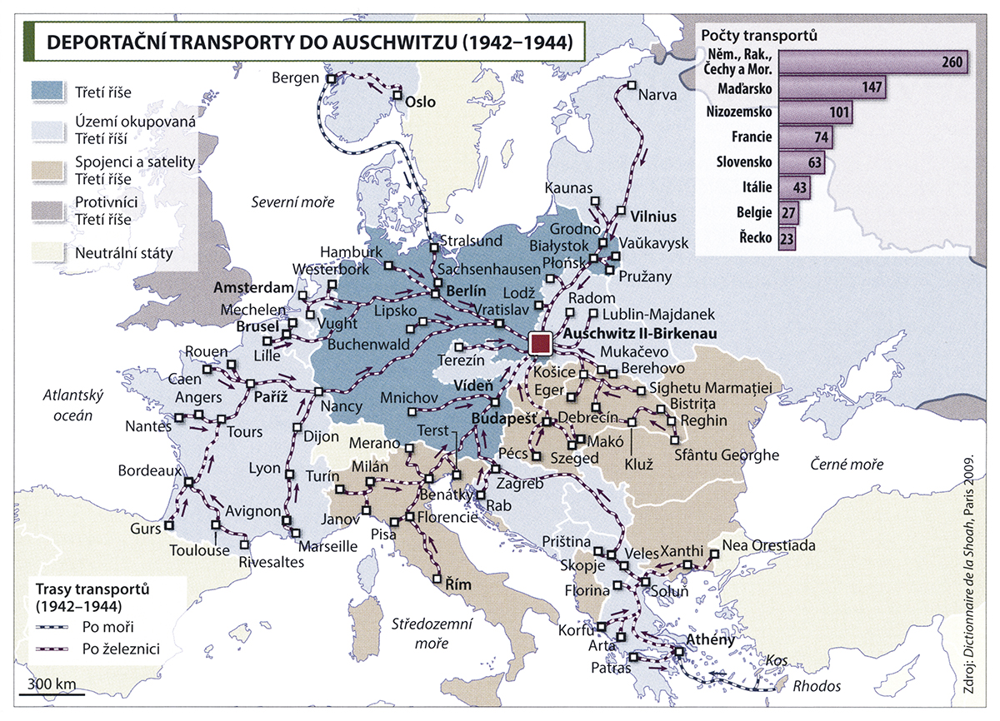 DEPORTAČNÍ TRANSPORTY DO AUSCHWITZU (1942–1944)
Třetí říše
Území okupovaná
Třetí říší
Spojenci a satelity
Třetí říše
Protivníci
Třetí říše
Neutrální státy
Počty transportů
Něm., Rak.,
Čechy a Mor.
260
Maďarsko
147
Nizozemsko
101
Francie
74
Slovensko
63
Itálie
43
Belgie
27
Řecko
23
Bergen
Oslo
Narva
Severní moře
Kaunas
Vilnius
Grodno
Białystok
Vaŭkavysk
Płońsk
Pružany
Stralsund
Hamburk
Westerbork
Sachsenhausen
Amsterdam
Berlín
Lodž
Radom
Mechelen
Vught
Lipsko
Vratislav
Lublin-Majdanek
Brusel
Lille
Buchenwald
Auschwitz II-Birkenau
Rouen
Caen
Terezín
Mukačevo
Berehovo
Košice
Angers
Paříž
Atlantský
oceán
Nancy
Mnichov
Vídeň
Eger
Sighetu Marmației
Bistrița
Nantes
Tours
Dijon
Budapešť
Debrecín
Reghin
Terst
Merano
Makó
Pécs
Szeged
Kluž
Sfântu Georghe
Černé moře
Bordeaux
Lyon
Turín
Milán
Benátky
Zagreb
Rab
Avignon
Janov
Florencie
Pisa
Gurs
Toulouse
Marseille
Rivesaltes
Priština
Skopje
Veles
Xanthi
Nea Orestiada
Řím
Florina
Soluň
Středozemní
moře
Korfu
Arta
Athény
Patras
Kos
Rhodos
Trasy transportů
(1942–1944)
Po moři
Po železnici
300 km
Zdroj: Dictionnaire de la Shoah, Paris 2009.